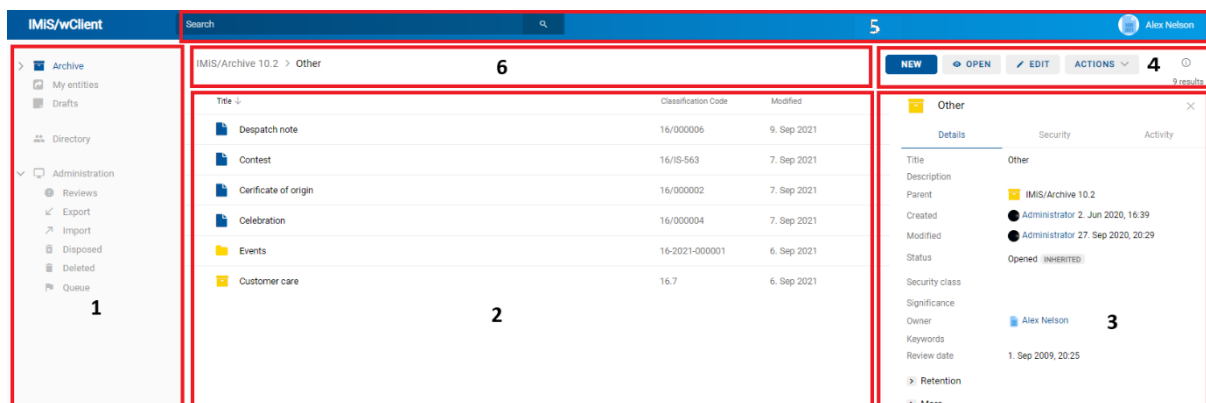 IMiS/wClient
Search
5
Alex Nelson
Archive
My entities
Drafts
Directory
Administration
Reviews
Export
Import
Disposed
Deleted
Queue
1
IMiS/Archive 10.2 > Other
6
NEW OPEN EDIT ACTIONS 4
9 results
Title Classification Code Modified
Despatch note 16/000006 9. Sep 2021
Contest 16/IS-563 7. Sep 2021
Cerificate of origin 16/000002 7. Sep 2021
Celebration 16/000004 7. Sep 2021
Events 16-2021-000001 6. Sep 2021
Customer care 16.7 6. Sep 2021
2
Other
Details Security Activity
Title Other
Description
Parent IMiS/Archive 10.2
Created Administrator 2. Jun 2020, 16:39
Modified Administrator 27. Sep 2020, 20:29
Status Opened INHERITED
Security class
Significance
Owner Alex Nelson
3
Keywords
Review date 1. Sep 2009, 20:25
Retention
More